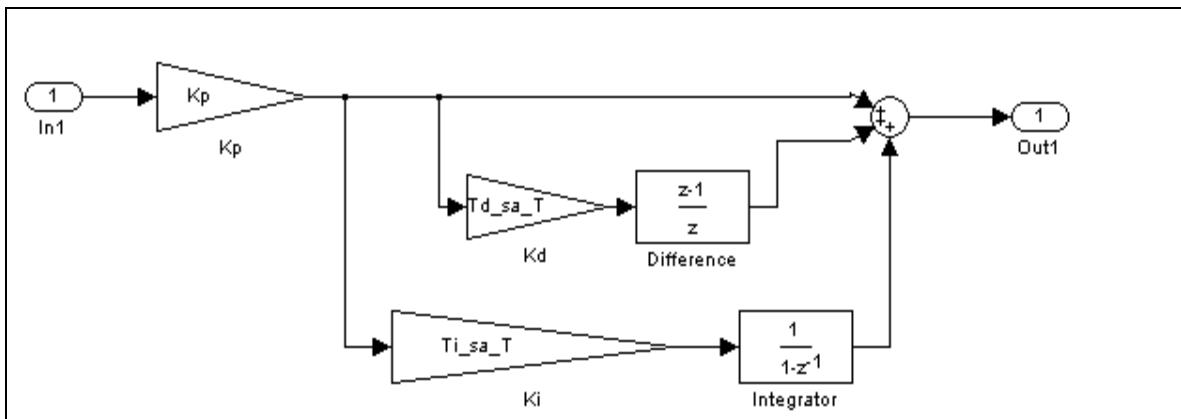 1
In1
Kp
Kp
Td_sa_T
Kd
z-1
z
Difference
Ti_sa_T
Ki
1
1-z-1
Integrator
+
+
+
1
Out1